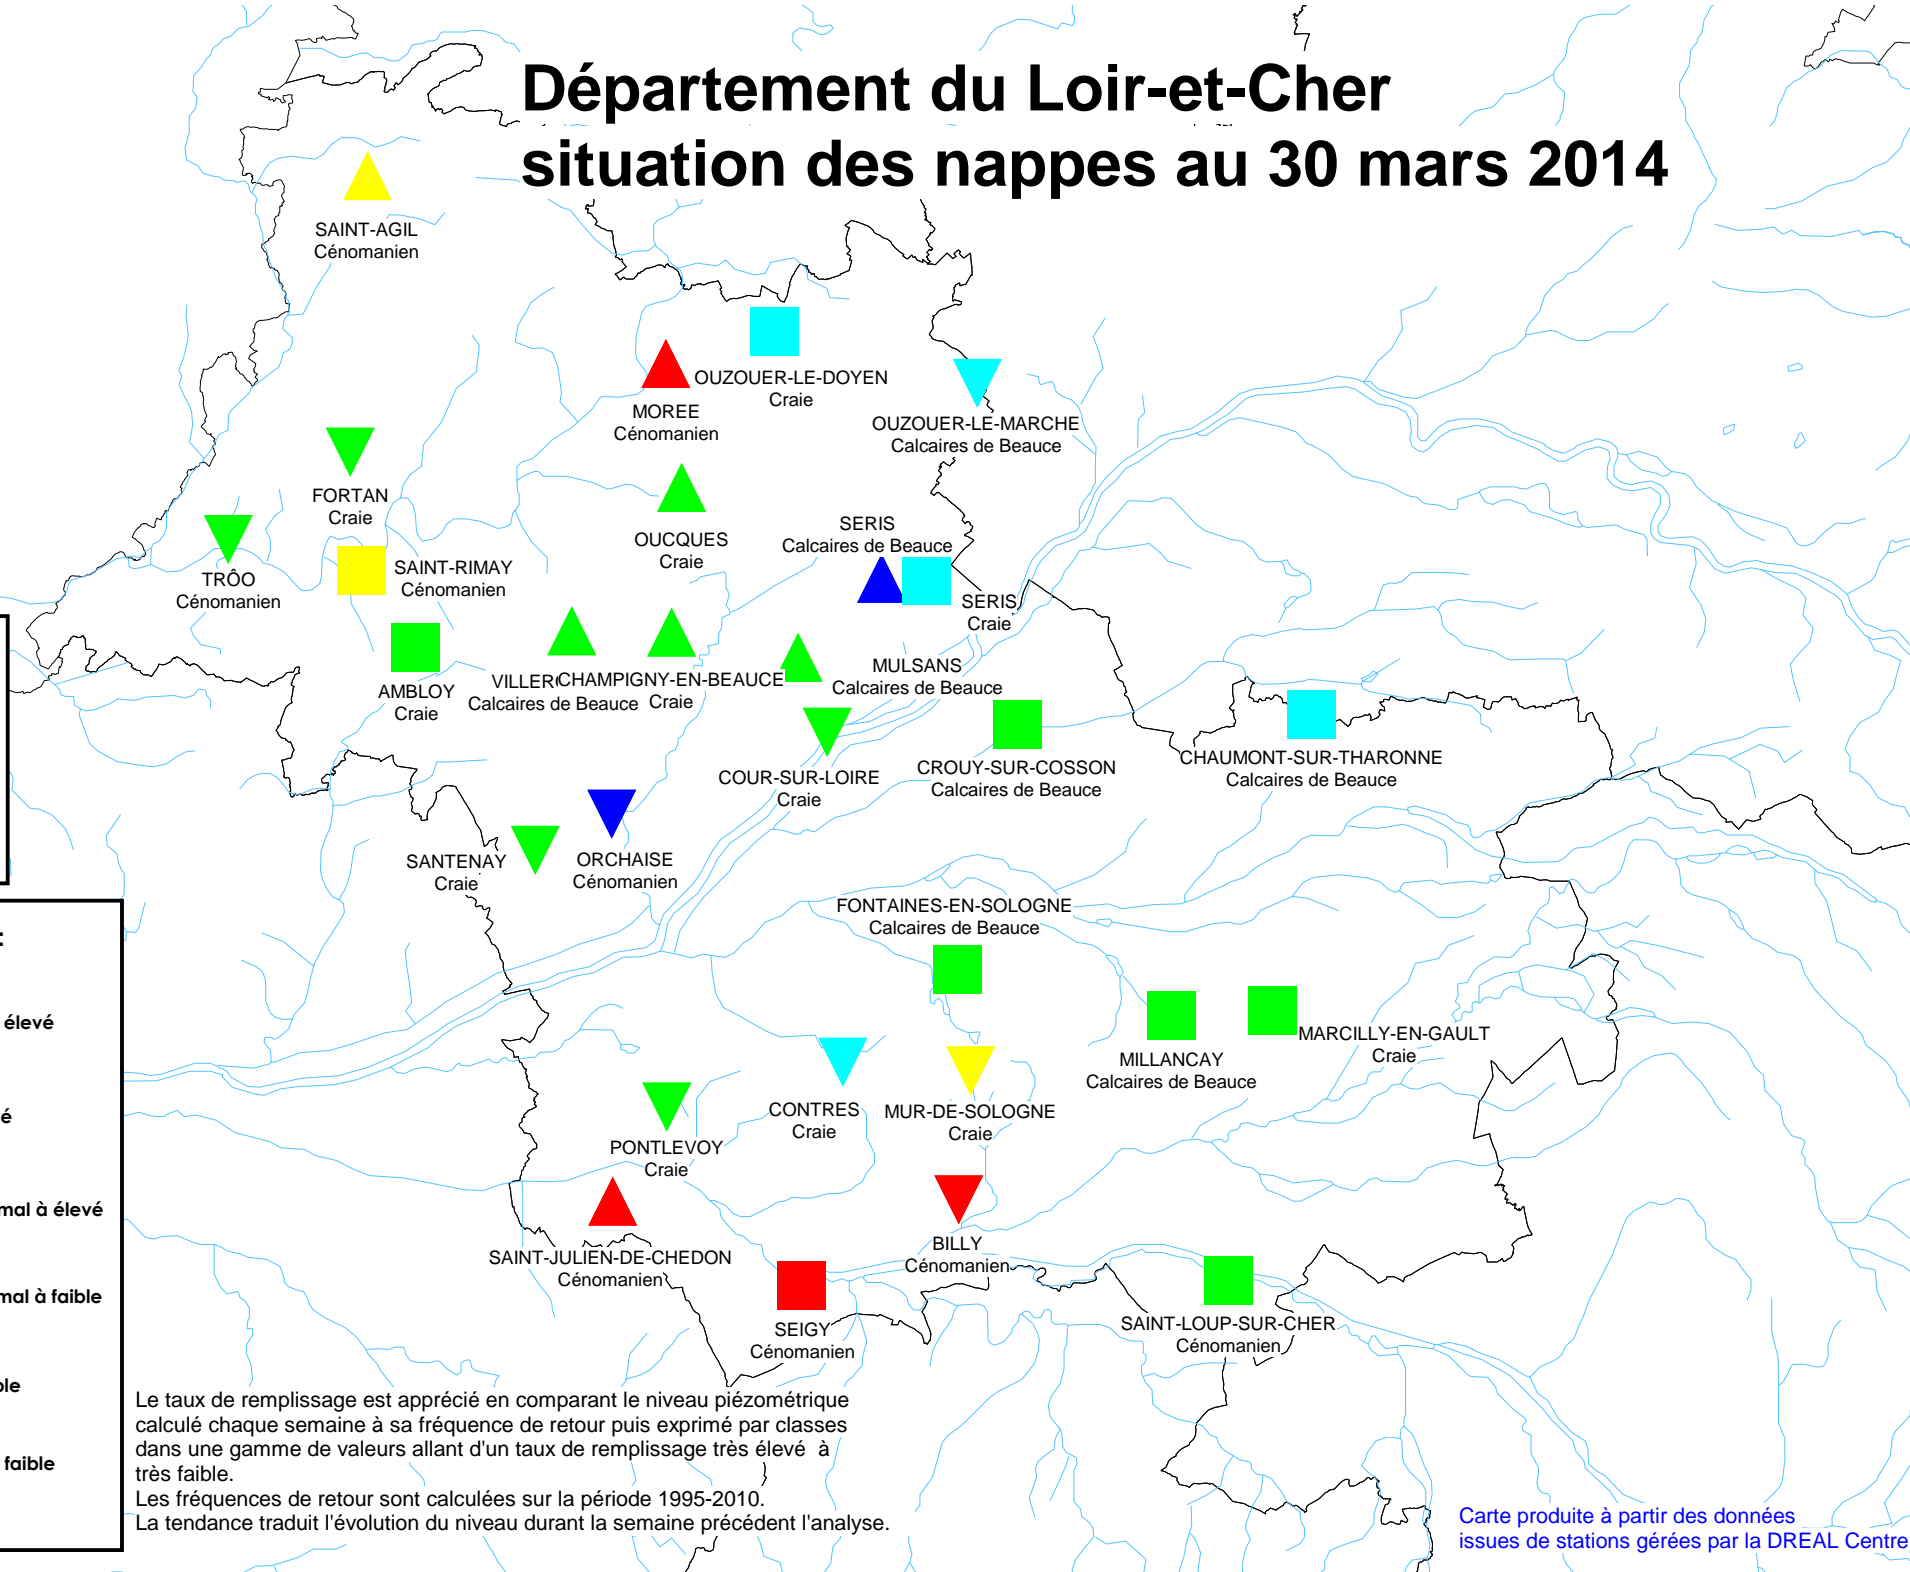 Département du Loir-et-Cher
situation des nappes au 30 mars 2014
SAINT-AGIL
Cénomanien
OUZOUER-LE-DOYEN
Craie
MOREE
Cénomanien
OUZOUER-LE-MARCHE
Calcaires de Beauce
FORTAN
Craie
OUCQUES
Craie
SERIS
Calcaires de Beauce
TRÔO
Cénomanien
SAINT-RIMAY
Cénomanien
SERIS
Craie
AMBLOY
Craie
Calcaires de Beauce
CHAMPIGNY-EN-BEAUCE
Craie
MULSANS
Calcaires de Beauce
COUR-SUR-LOIRE
Craie
CROUY-SUR-COSSON
Calcaires de Beauce
CHAUMONT-SUR-THARONNE
Calcaires de Beauce
SANTENAY
Craie
ORCHAISE
Cénomanien
FONTAINES-EN-SOLOGNE
Calcaires de Beauce
MILLANCAY
Calcaires de Beauce
MARCILLY-EN-GAULT
Craie
CONTRES
Craie
MUR-DE-SOLOGNE
Craie
PONTLEVOY
Craie
SAINT-JULIEN-DE-CHEDON
Cénomanien
BILLY
Cénomanien
SEIGY
Cénomanien
SAINT-LOUP-SUR-CHER
Cénomanien
:
élevé
à élevé
à faible
faible
Le taux de remplissage est apprécié en comparant le niveau piézométrique
calculé chaque semaine à sa fréquence de retour puis exprimé par classes
dans une gamme de valeurs allant d'un taux de remplissage très élevé à
très faible.
Les fréquences de retour sont calculées sur la période 1995-2010.
La tendance traduit l'évolution du niveau durant la semaine précédent l'analyse.
Carte produite à partir des données
issues de stations gérées par la DREAL Centre